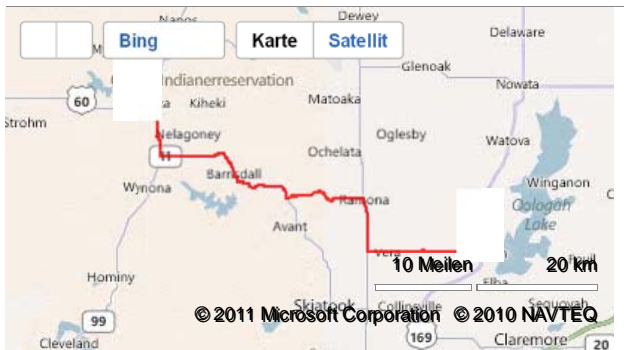 Nanos
Dewey
Bing
Karte
Satellit
Delaware
Glenoak
Indianerreservation
Nowata
60
Kiheki
Matoaka
Strohm
Nelagoney
Oglesby
Watova
11
Ochelata
Barnsdall
Winganon
Wynona
Ramona
Oologah
Lake
Avant
Vera
10 Meilen
20 km
Hominy
Elba
Skiatook
Collinsville
Sequoyah
© 2011 Microsoft Corporation © 2010 NAVTEQ
99
169
Claremore
20
Cleveland